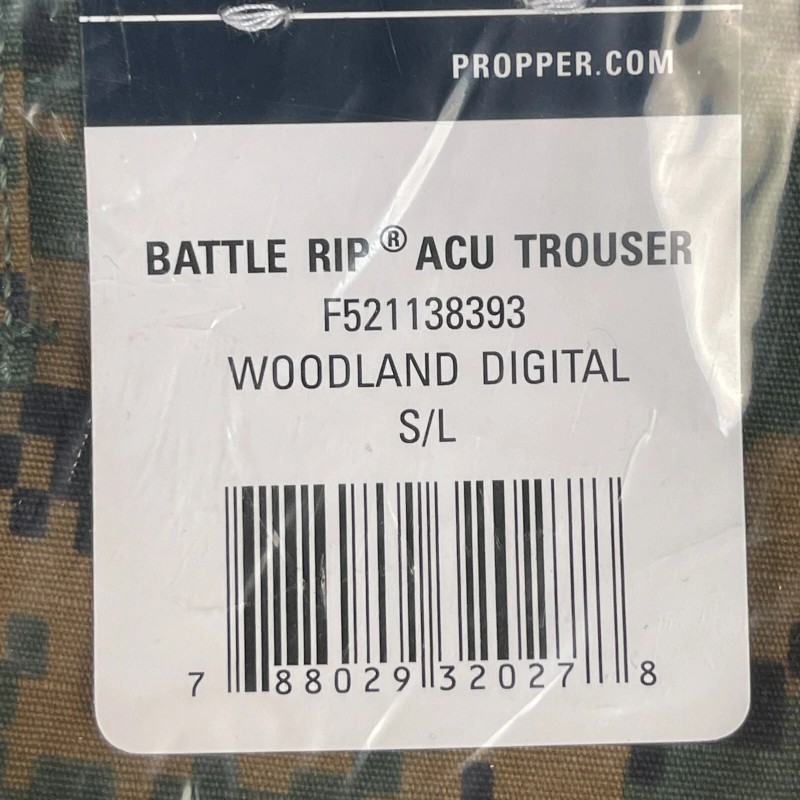 PROPPER.COM
BATTLE RIP® ACU TROUSER
F521138393
WOODLAND DIGITAL
S/L
7 88029 32027 8